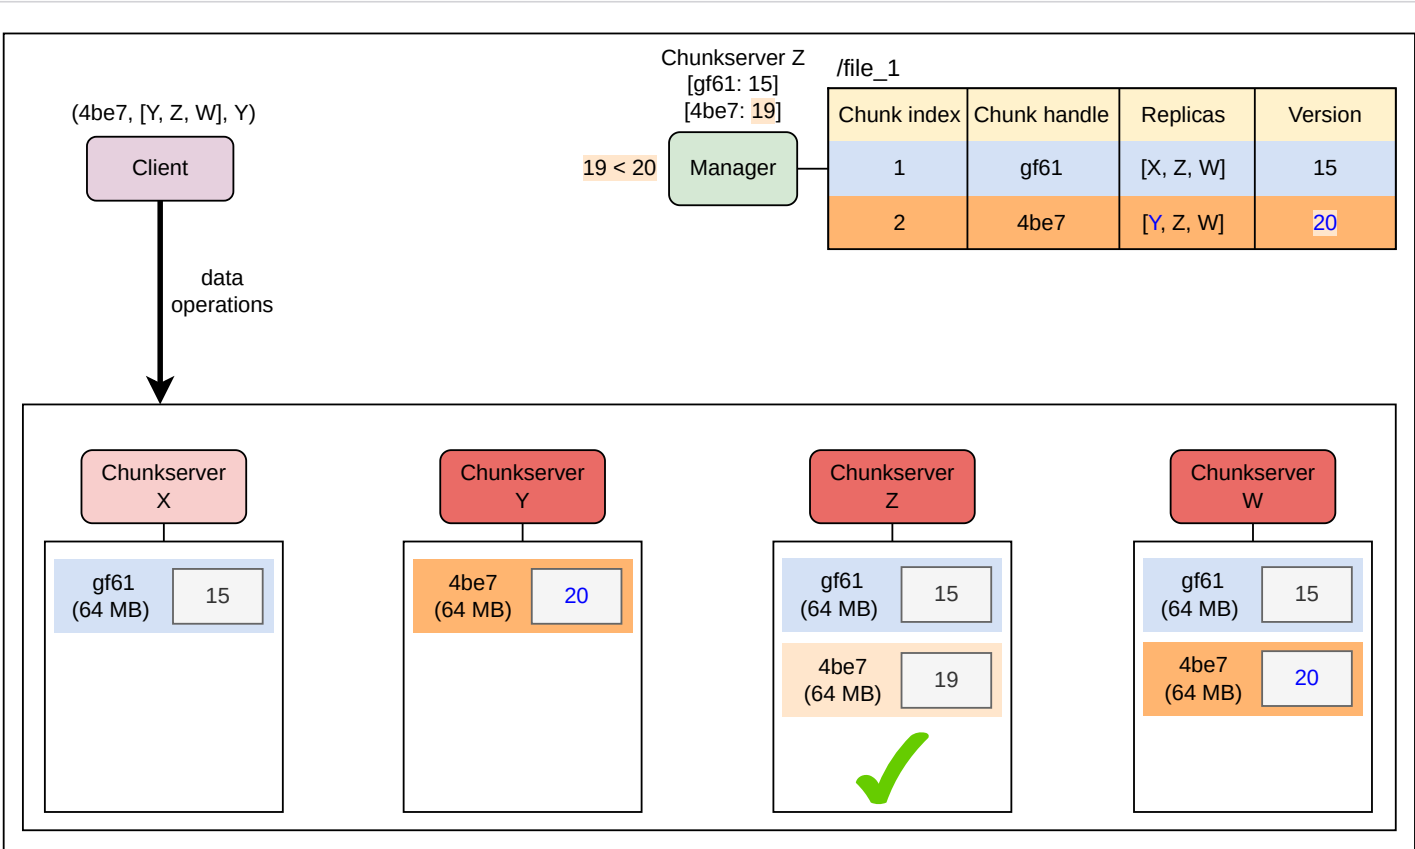 Chunkserver Z
[gf61: 15]
[4be7: 19]
/file_1
(4be7, [Y, Z, W], Y)
Client
19 < 20
Manager
Chunk index Chunk handle Replicas Version
1 gf61 [X, Z, W] 15
2 4be7 [Y, Z, W] 20
data
operations
Chunkserver
X
gf61
(64 MB)
15
Chunkserver
Y
4be7
(64 MB)
20
Chunkserver
Z
gf61
(64 MB)
15
4be7
(64 MB)
19
Chunkserver
W
gf61
(64 MB)
15
4be7
(64 MB)
20